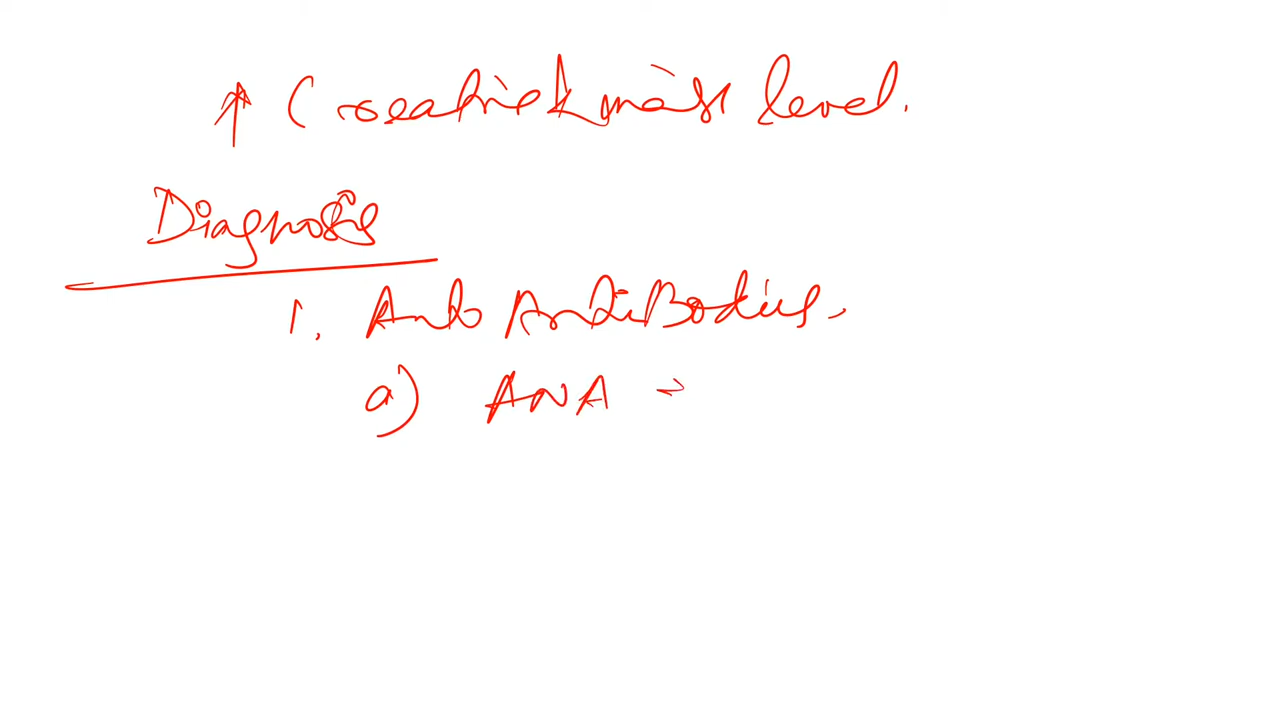 ↑ Creatine kinase level.
Diagnosis
1. Auto AntiBodies.
a) ANA →